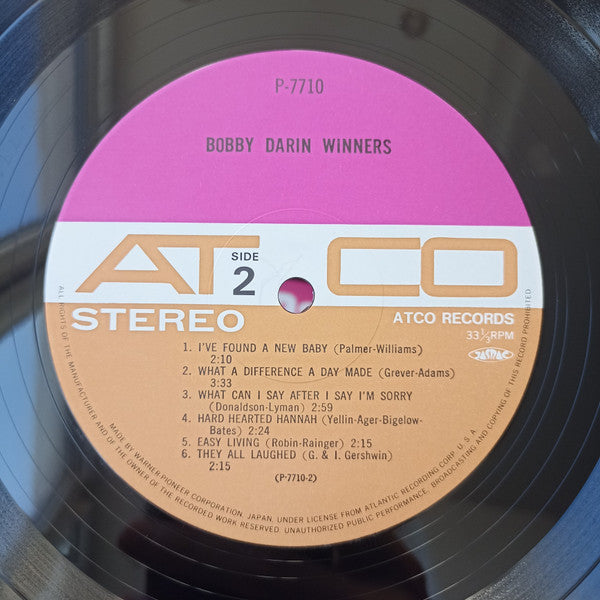 P-7710
BOBBY DARIN WiNNERS
ATCO
SIDE
2
STEREO
ATCO RECORDS
33 1/3 RPM
JASRAC
1. I'VE FOUND A NEW BABY (Palmer-Williams)
2:10
2. WHAT A DIFFERENCE A DAY MADE (Grever-Adams)
3:33
3. WHAT CAN I SAY AFTER I SAY I'M SORRY
(Donaldson-Lyman) 2:59
4. HARD HEARTED HANNAH (Yellin-Ager-Bigelow-
Bates) 2:24
5. EASY LIVING (Robin-Rainger) 2:15
6. THEY ALL LAUGHED (G. & I. Gershwin)
2:15
(P-7710-2)
MADE BY WARNER-PIONEER CORPORATION, JAPAN, UNDER LICENSE FROM ATLANTIC RECORDING CORP. U. S. A.
ALL RIGHTS OF THE MANUFACTURER AND OF THE OWNER OF THE RECORDED WORK RESERVED. UNAUTHORIZED PUBLIC PERFORMANCE, BROADCASTING AND COPYING OF THIS RECORD PROHIBITED